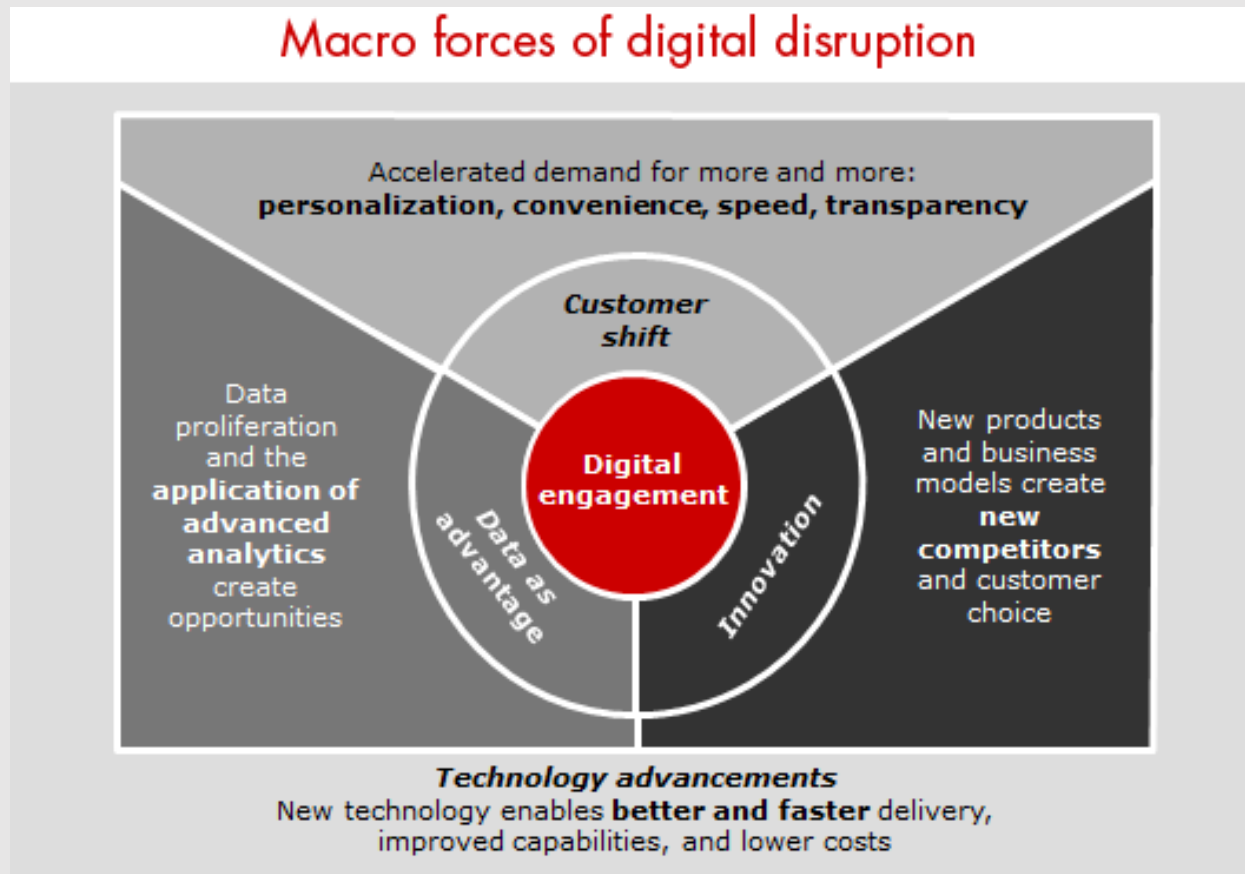 Macro forces of digital disruption
Accelerated demand for more and more:
personalization, convenience, speed, transparency
Customer
shift
Data
proliferation
and the
application of
advanced
analytics
create
opportunities
Data as
advantage
Digital
engagement
Innovation
New products
and business
models create
new
competitors
and customer
choice
Technology advancements
New technology enables better and faster delivery,
improved capabilities, and lower costs